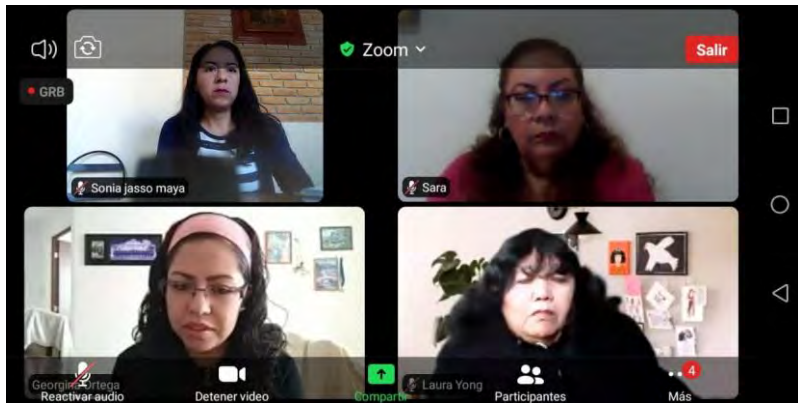 Zoom
Salir
GRB
Sonia jasso maya
Sara
Georgina Ortega
Laura Yong
4
Reactivar audio
Detener video
Compartir
Participantes
Más